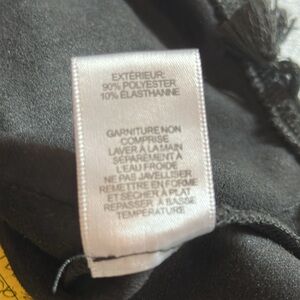 EXTÉRIEUR:
90% POLYESTER
10% ÉLASTHANNE
GARNITURE NON
COMPRISE
LAVER À LA MAIN
SÉPARÉMENT À
L'EAU FROIDE
NE PAS JAVELLISER
REMETTRE EN FORME
ET SÉCHER À PLAT
REPASSER, À BASSE
TEMPÉRATURE